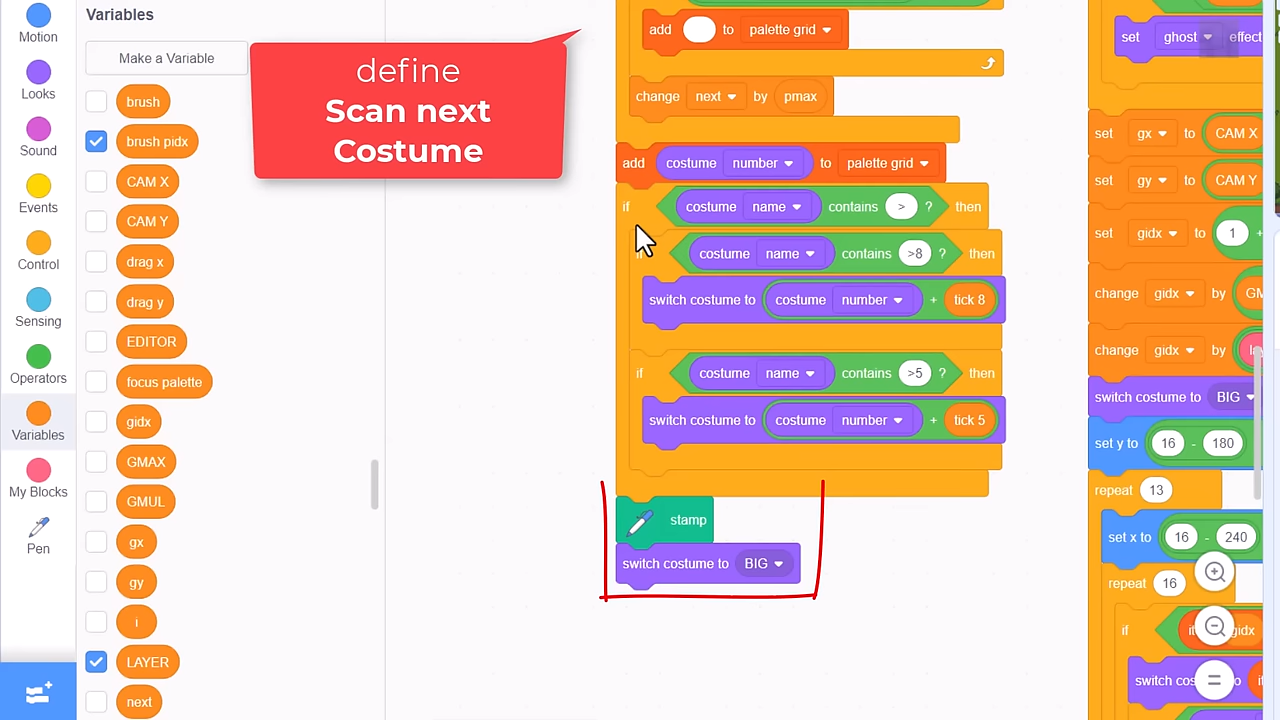 Motion
Looks
Sound
Events
Control
Sensing
Operators
Variables
My Blocks
Pen
Variables
Make a Variable
brush
brush pidx
CAM X
CAM Y
drag x
drag y
EDITOR
focus palette
gidx
GMAX
GMUL
gx
gy
i
LAYER
next
define
Scan next
Costume
add to palette grid
change next by pmax
add costume number to palette grid
if costume name contains > ? then
if costume name contains >8 ? then
switch costume to costume number + tick 8
if costume name contains >5 ? then
switch costume to costume number + tick 5
stamp
switch costume to BIG
set ghost effect
set gx to CAM X
set gy to CAM Y
set gidx to 1 +
change gidx by
change gidx by
switch costume to BIG
set y to 16 - 180
repeat 13
set x to 16 - 240
repeat 16
if gidx